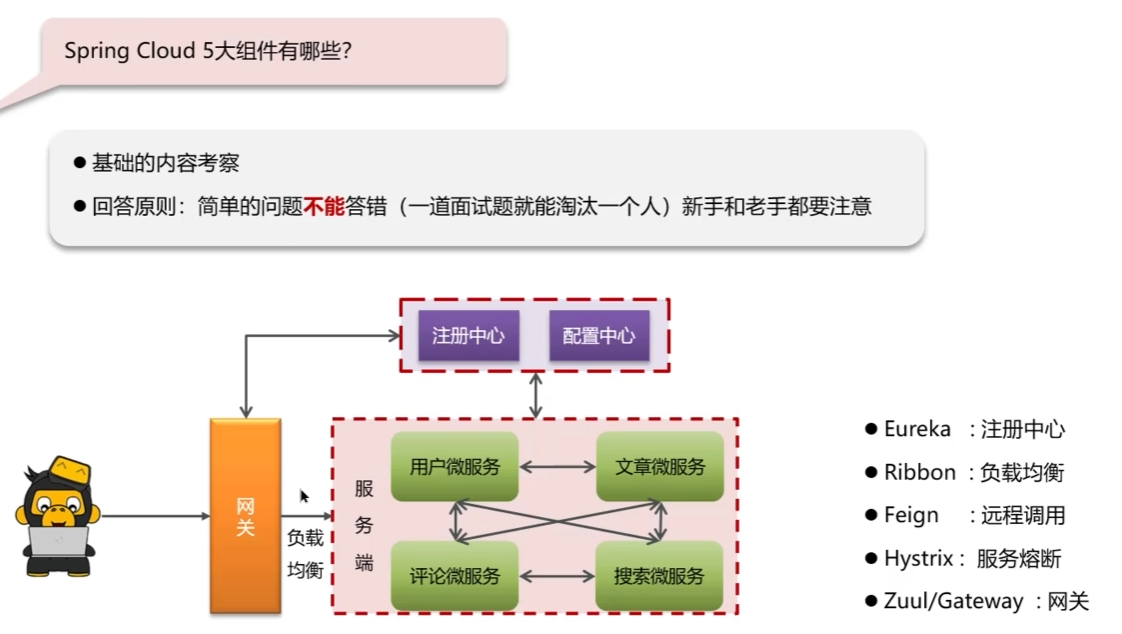 Spring Cloud 5大组件有哪些?
● 基础的内容考察
● 回答原则：简单的问题不能答错（一道面试题就能淘汰一个人）新手和老手都要注意
注册中心
配置中心
网关
负载
均衡
服务端
用户微服务
文章微服务
评论微服务
搜索微服务
● Eureka : 注册中心
● Ribbon : 负载均衡
● Feign : 远程调用
● Hystrix : 服务熔断
● Zuul/Gateway : 网关